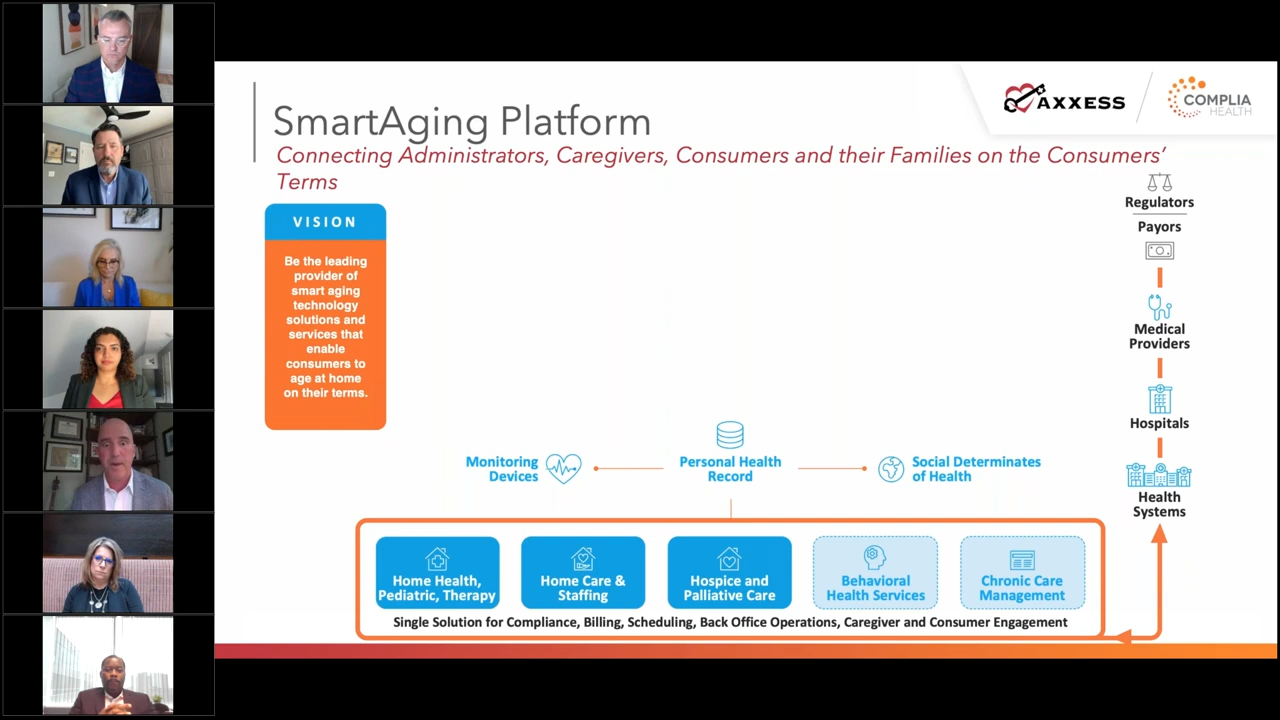 SmartAging Platform
Connecting Administrators, Caregivers, Consumers and their Families on the Consumers'
Terms
AXXESS
COMPLIA
HEALTH
VISION
Be the leading
provider of
smart aging
technology
solutions and
services that
enable
consumers to
age at home
on their terms.
Regulators
Payors
Medical
Providers
Hospitals
Health
Systems
Monitoring
Devices
Personal Health
Record
Social Determinates
of Health
Home Health,
Pediatric, Therapy
Home Care &
Staffing
Hospice and
Palliative Care
Behavioral
Health Services
Chronic Care
Management
Single Solution for Compliance, Billing, Scheduling, Back Office Operations, Caregiver and Consumer Engagement